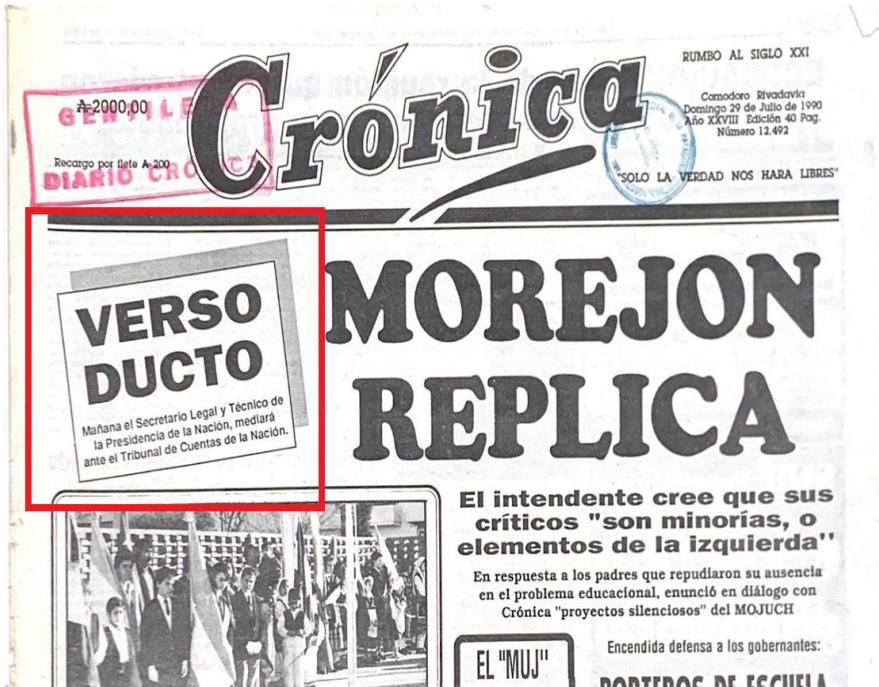 Crónica
RUMBO AL SIGLO XXI
₳ 2000,00
GENTILEZA
Recargo por flete ₳ 200
DIARIO CRONICA
Comodoro Rivadavia
Domingo 29 de Julio de 1990
Año XXVIII Edición 40 Pag.
Número 12.492
"SOLO LA VERDAD NOS HARA LIBRES"
VERSO
DUCTO
Mañana el Secretario Legal y Técnico de
la Presidencia de la Nación, mediará
ante el Tribunal de Cuentas de la Nación.
MOREJON
REPLICA
El intendente cree que sus
críticos "son minorías, o
elementos de la izquierda"
En respuesta a los padres que repudiaron su ausencia
en el problema educacional, enunció en diálogo con
Crónica "proyectos silenciosos" del MOJUCH
EL "MUJ"
Encendida defensa a los gobernantes:
PORTEROS DE ESCUELA